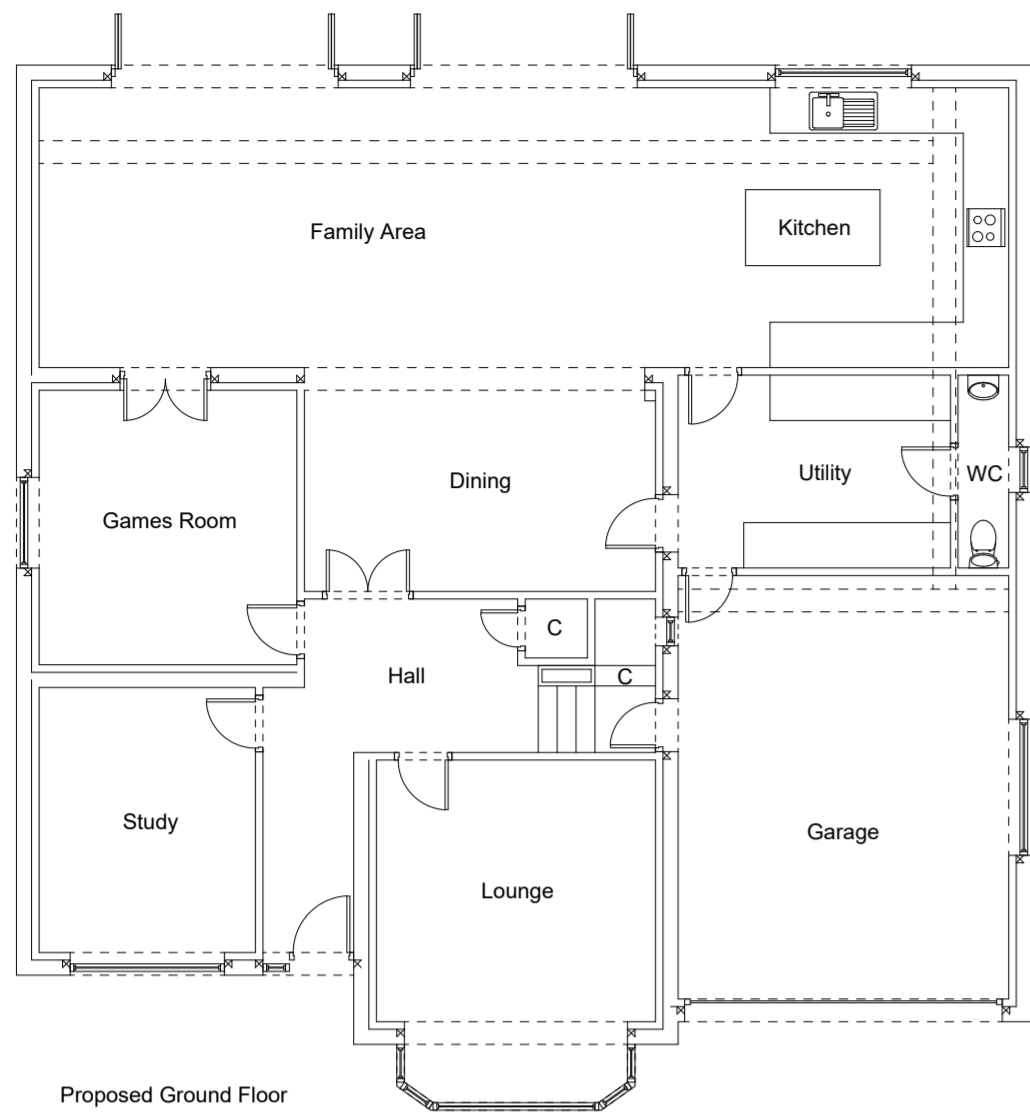 Family Area
Kitchen
Dining
Utility
WC
Games Room
C
Hall
C
Study
Garage
Lounge
Proposed Ground Floor